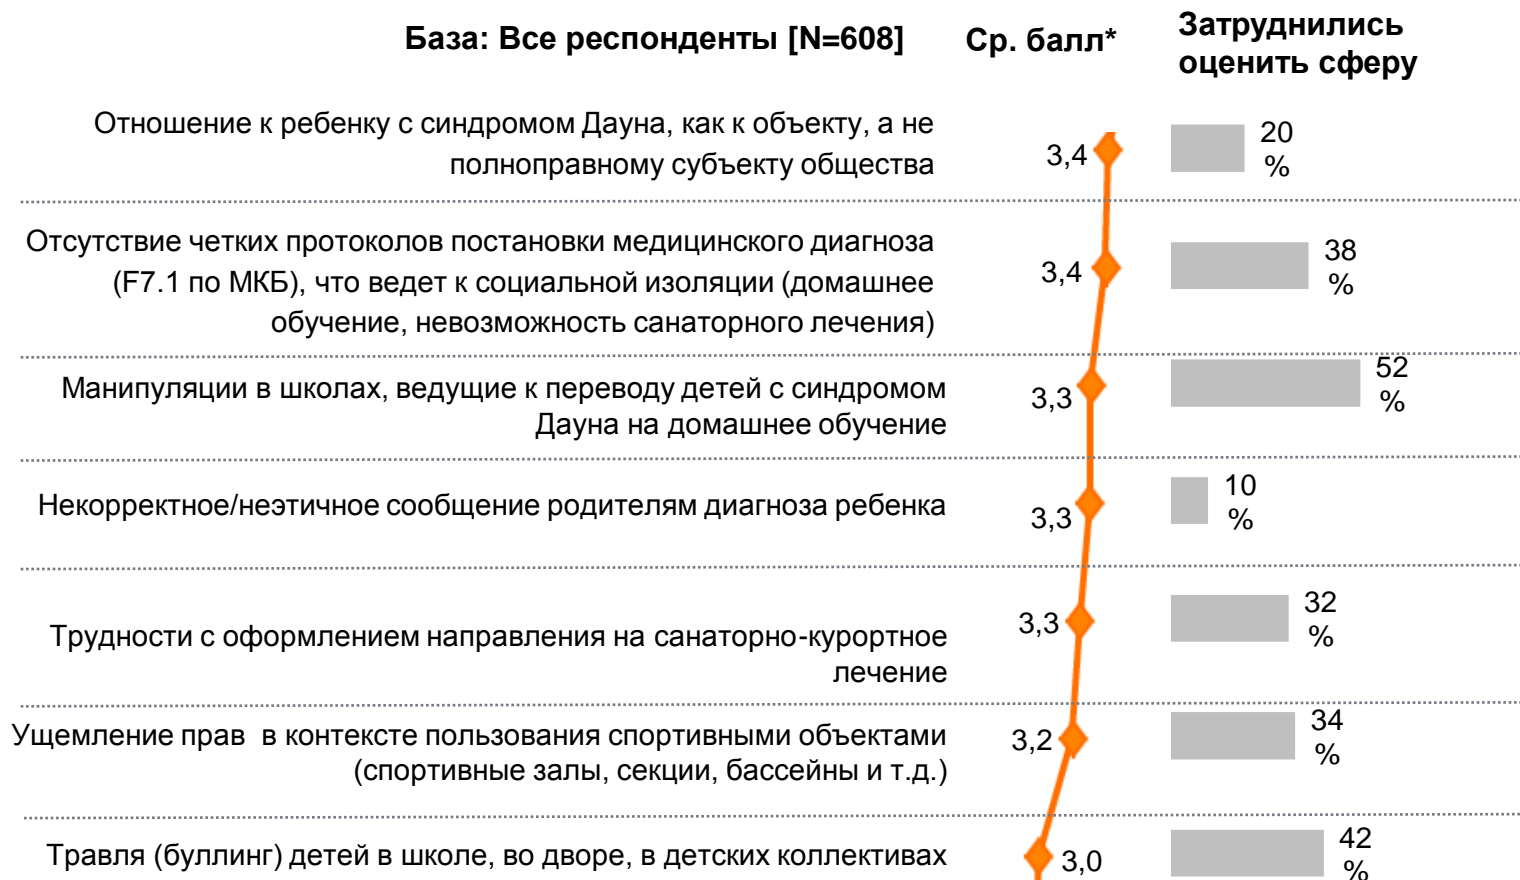 База: Все респонденты [N=608]
Ср. балл*
Затруднились
оценить сферу
Отношение к ребенку с синдромом Дауна, как к объекту, а не
полноправному субъекту общества
3,4
20
%
Отсутствие четких протоколов постановки медицинского диагноза
(F7.1 по МКБ), что ведет к социальной изоляции (домашнее
обучение, невозможность санаторного лечения)
3,4
38
%
Манипуляции в школах, ведущие к переводу детей с синдромом
Дауна на домашнее обучение
3,3
52
%
Некорректное/неэтичное сообщение родителям диагноза ребенка
3,3
10
%
Трудности с оформлением направления на санаторно-курортное
лечение
3,3
32
%
Ущемление прав  в контексте пользования спортивными объектами
(спортивные залы, секции, бассейны и т.д.)
3,2
34
%
Травля (буллинг) детей в школе, во дворе, в детских коллективах
3,0
42
%